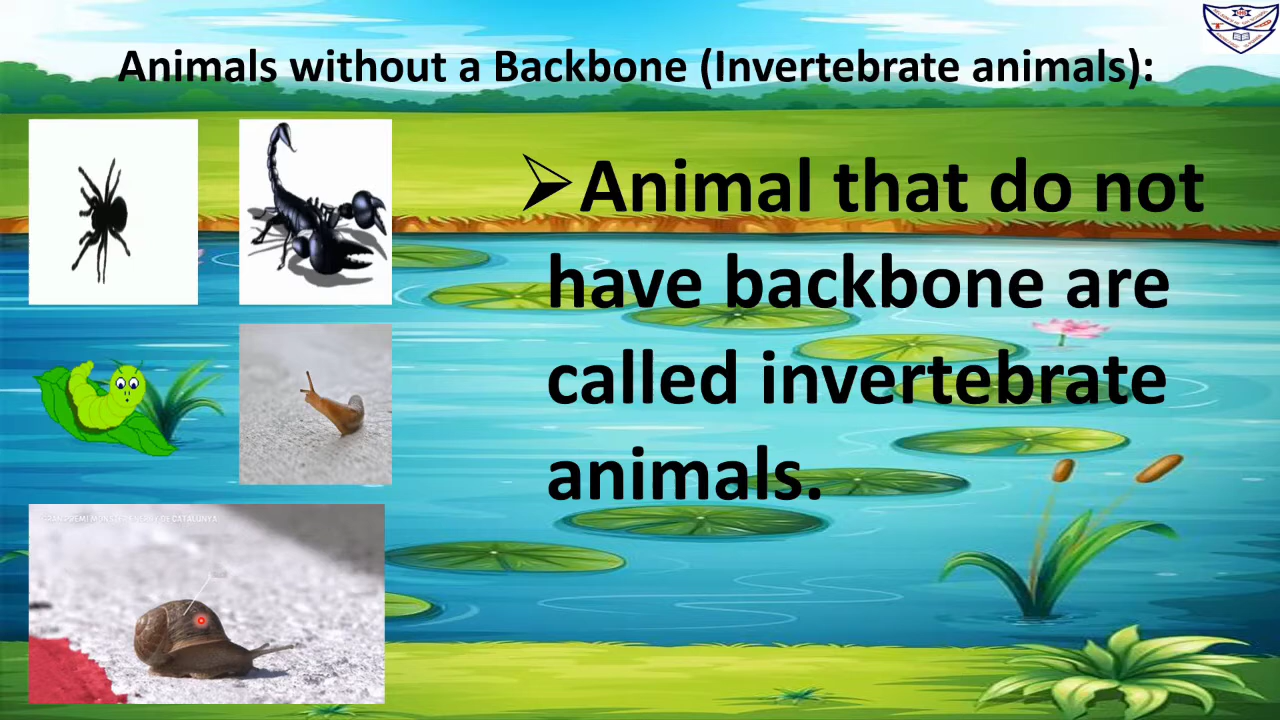 Animals without a Backbone (Invertebrate animals):
➢Animal that do not
have backbone are
called invertebrate
animals.